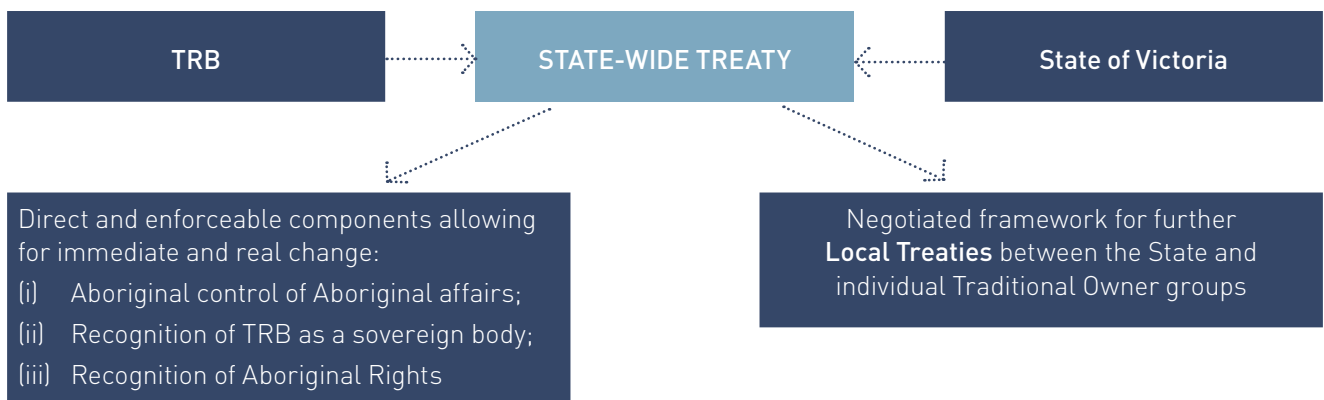 TRB
STATE-WIDE TREATY
State of Victoria
Direct and enforceable components allowing
for immediate and real change:
(i) Aboriginal control of Aboriginal affairs;
(ii) Recognition of TRB as a sovereign body;
(iii) Recognition of Aboriginal Rights
Negotiated framework for further
Local Treaties between the State and
individual Traditional Owner groups